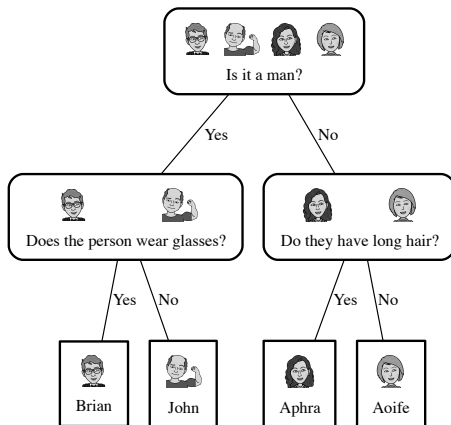 Is it a man?
Yes
No
Does the person wear glasses?
Do they have long hair?
Yes
No
Yes
No
Brian
John
Aphra
Aoife